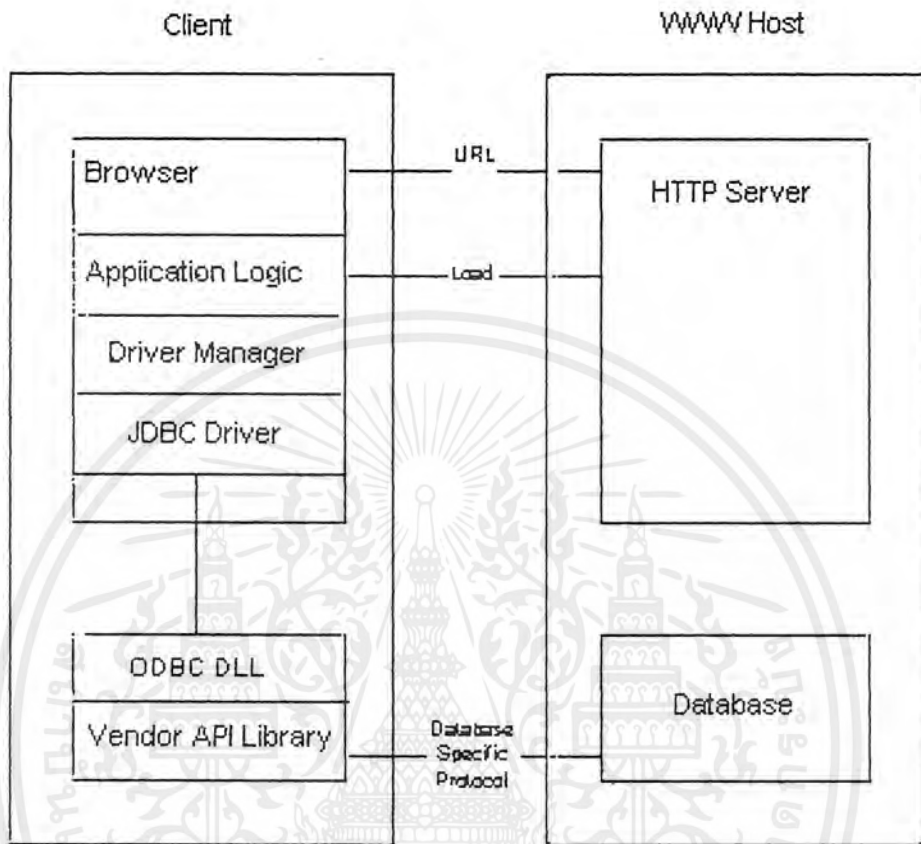 Client
WWW Host
Browser
URL
HTTP Server
Application Logic
Load
Driver Manager
JDBC Driver
ODBC DLL
Vendor API Library
Database
Specific
Protocol
Database